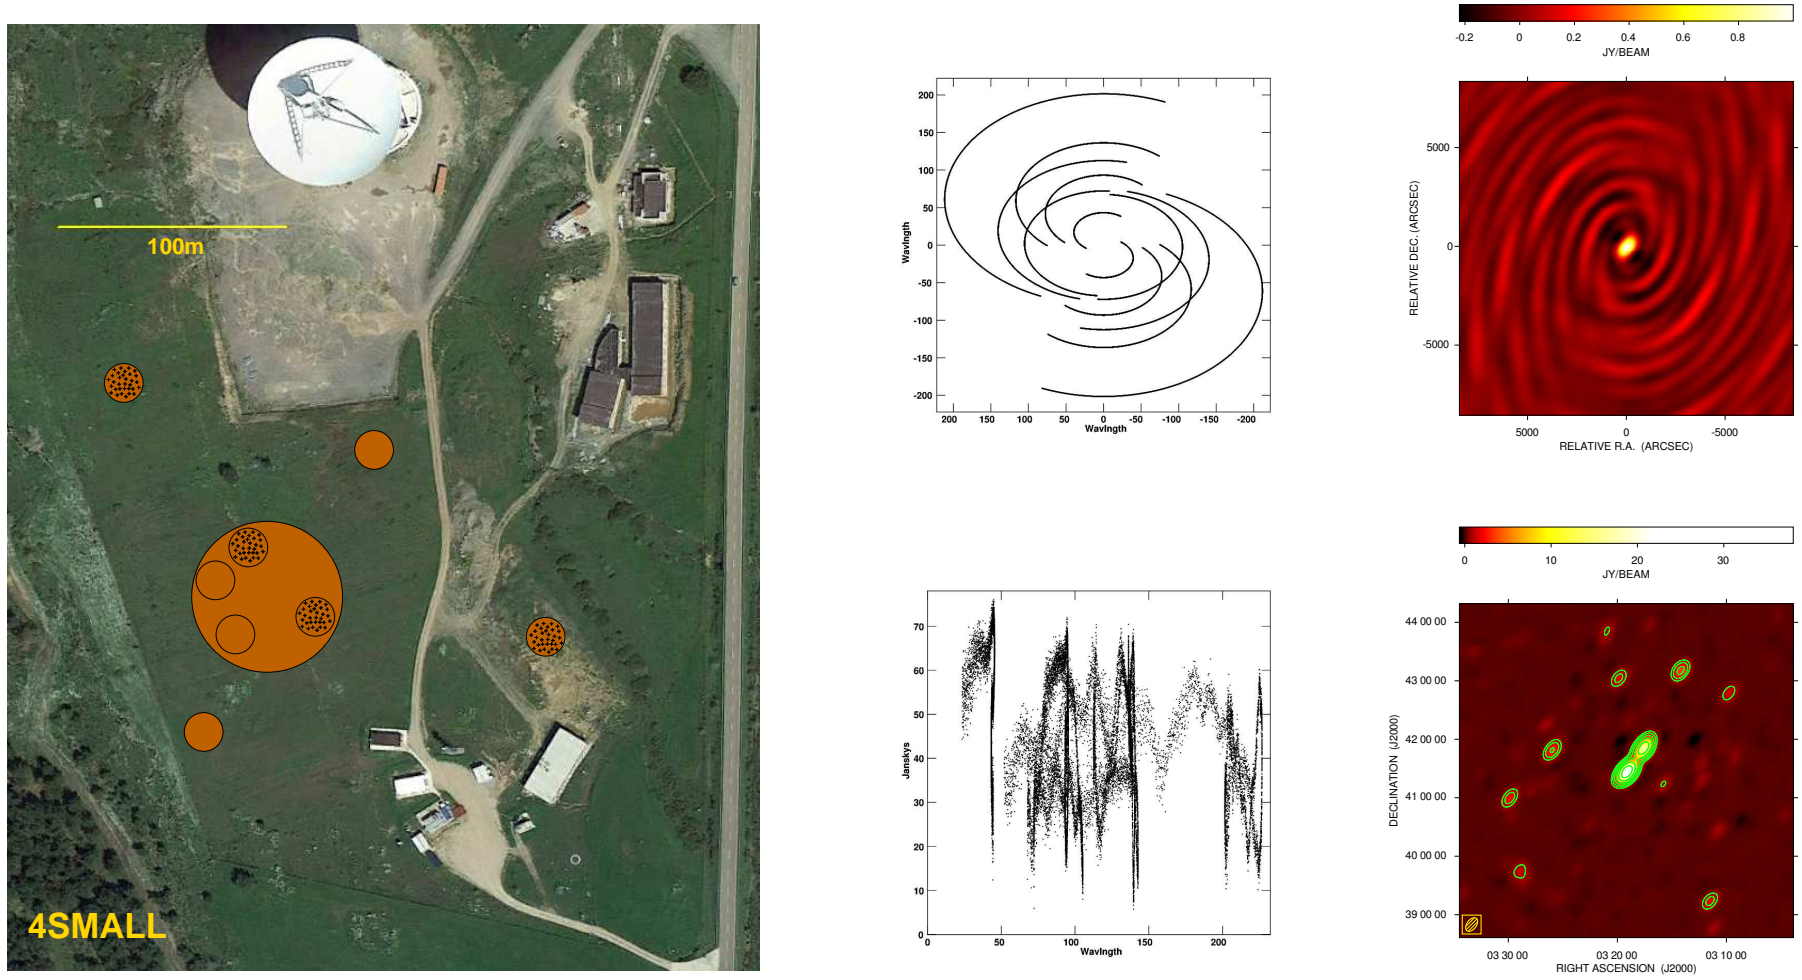 100m
4SMALL
200
150
100
50
0
-50
-100
-150
-200
Wavlngth
200 150 100 50 0 -50 -100 -150 -200
Wavlngth
-0.2 0 0.2 0.4 0.6 0.8
JY/BEAM
RELATIVE DEC. (ARCSEC)
5000
0
-5000
5000 0 -5000
RELATIVE R.A. (ARCSEC)
Janskys
70
60
50
40
30
20
10
0
0 50 100 150 200
Wavlngth
0 10 20 30
JY/BEAM
DECLINATION (J2000)
44 00 00
43 00 00
42 00 00
41 00 00
40 00 00
39 00 00
03 30 00 03 20 00 03 10 00
RIGHT ASCENSION (J2000)